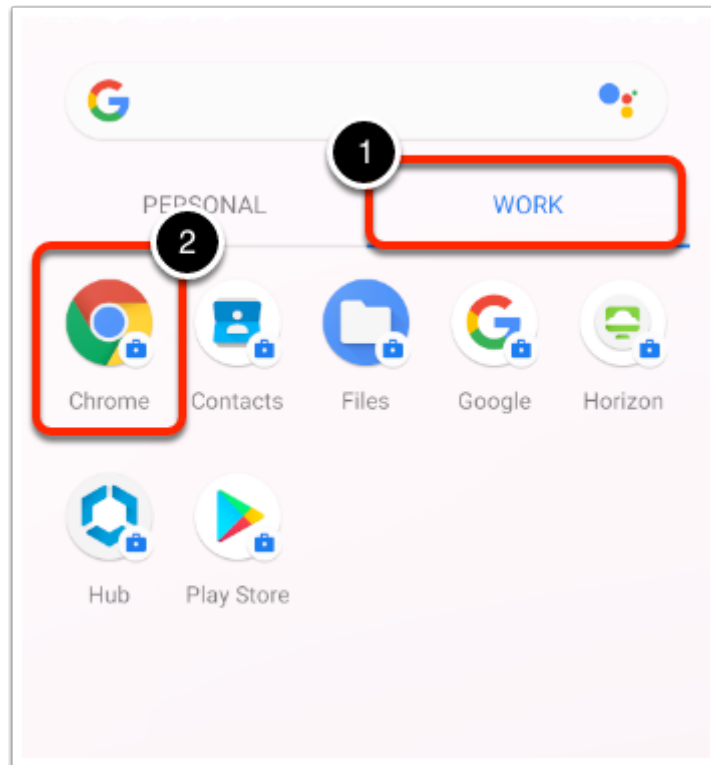 1
PERSONAL WORK
2
Chrome Contacts Files Google Horizon
Hub Play Store